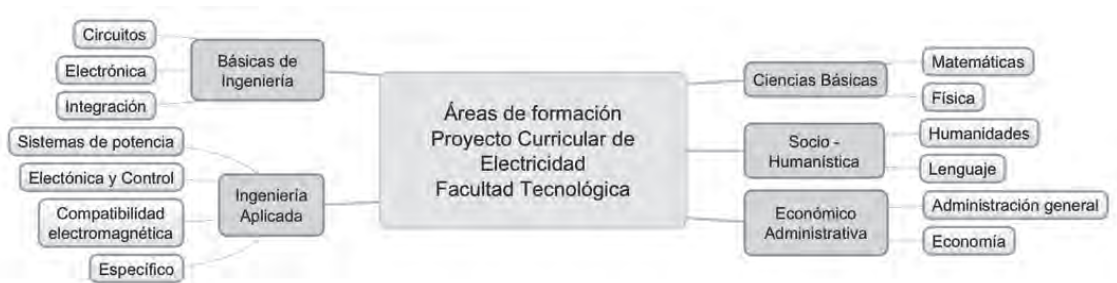 Circuitos
Electrónica
Integración
Básicas de
Ingeniería
Sistemas de potencia
Electónica y Control
Compatibilidad
electromagnética
Específico
Ingeniería
Aplicada
Áreas de formación
Proyecto Curricular de
Electricidad
Facultad Tecnológica
Ciencias Básicas
Matemáticas
Física
Socio -
Humanística
Humanidades
Lenguaje
Económico
Administrativa
Administración general
Economía